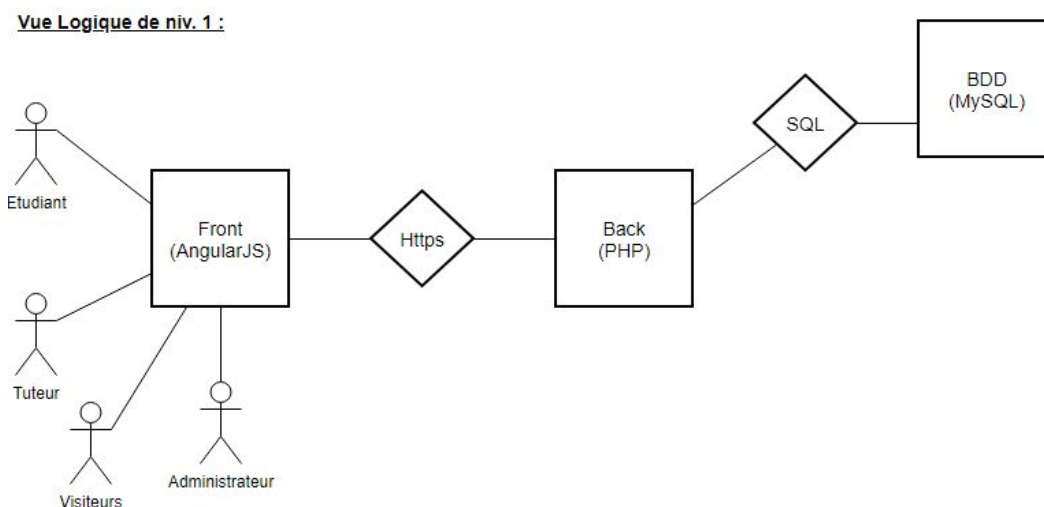 Vue Logique de niv. 1 :
BDD
(MySQL)
SQL
Etudiant
Front
(AngularJS)
Https
Back
(PHP)
Tuteur
Administrateur
Visiteurs